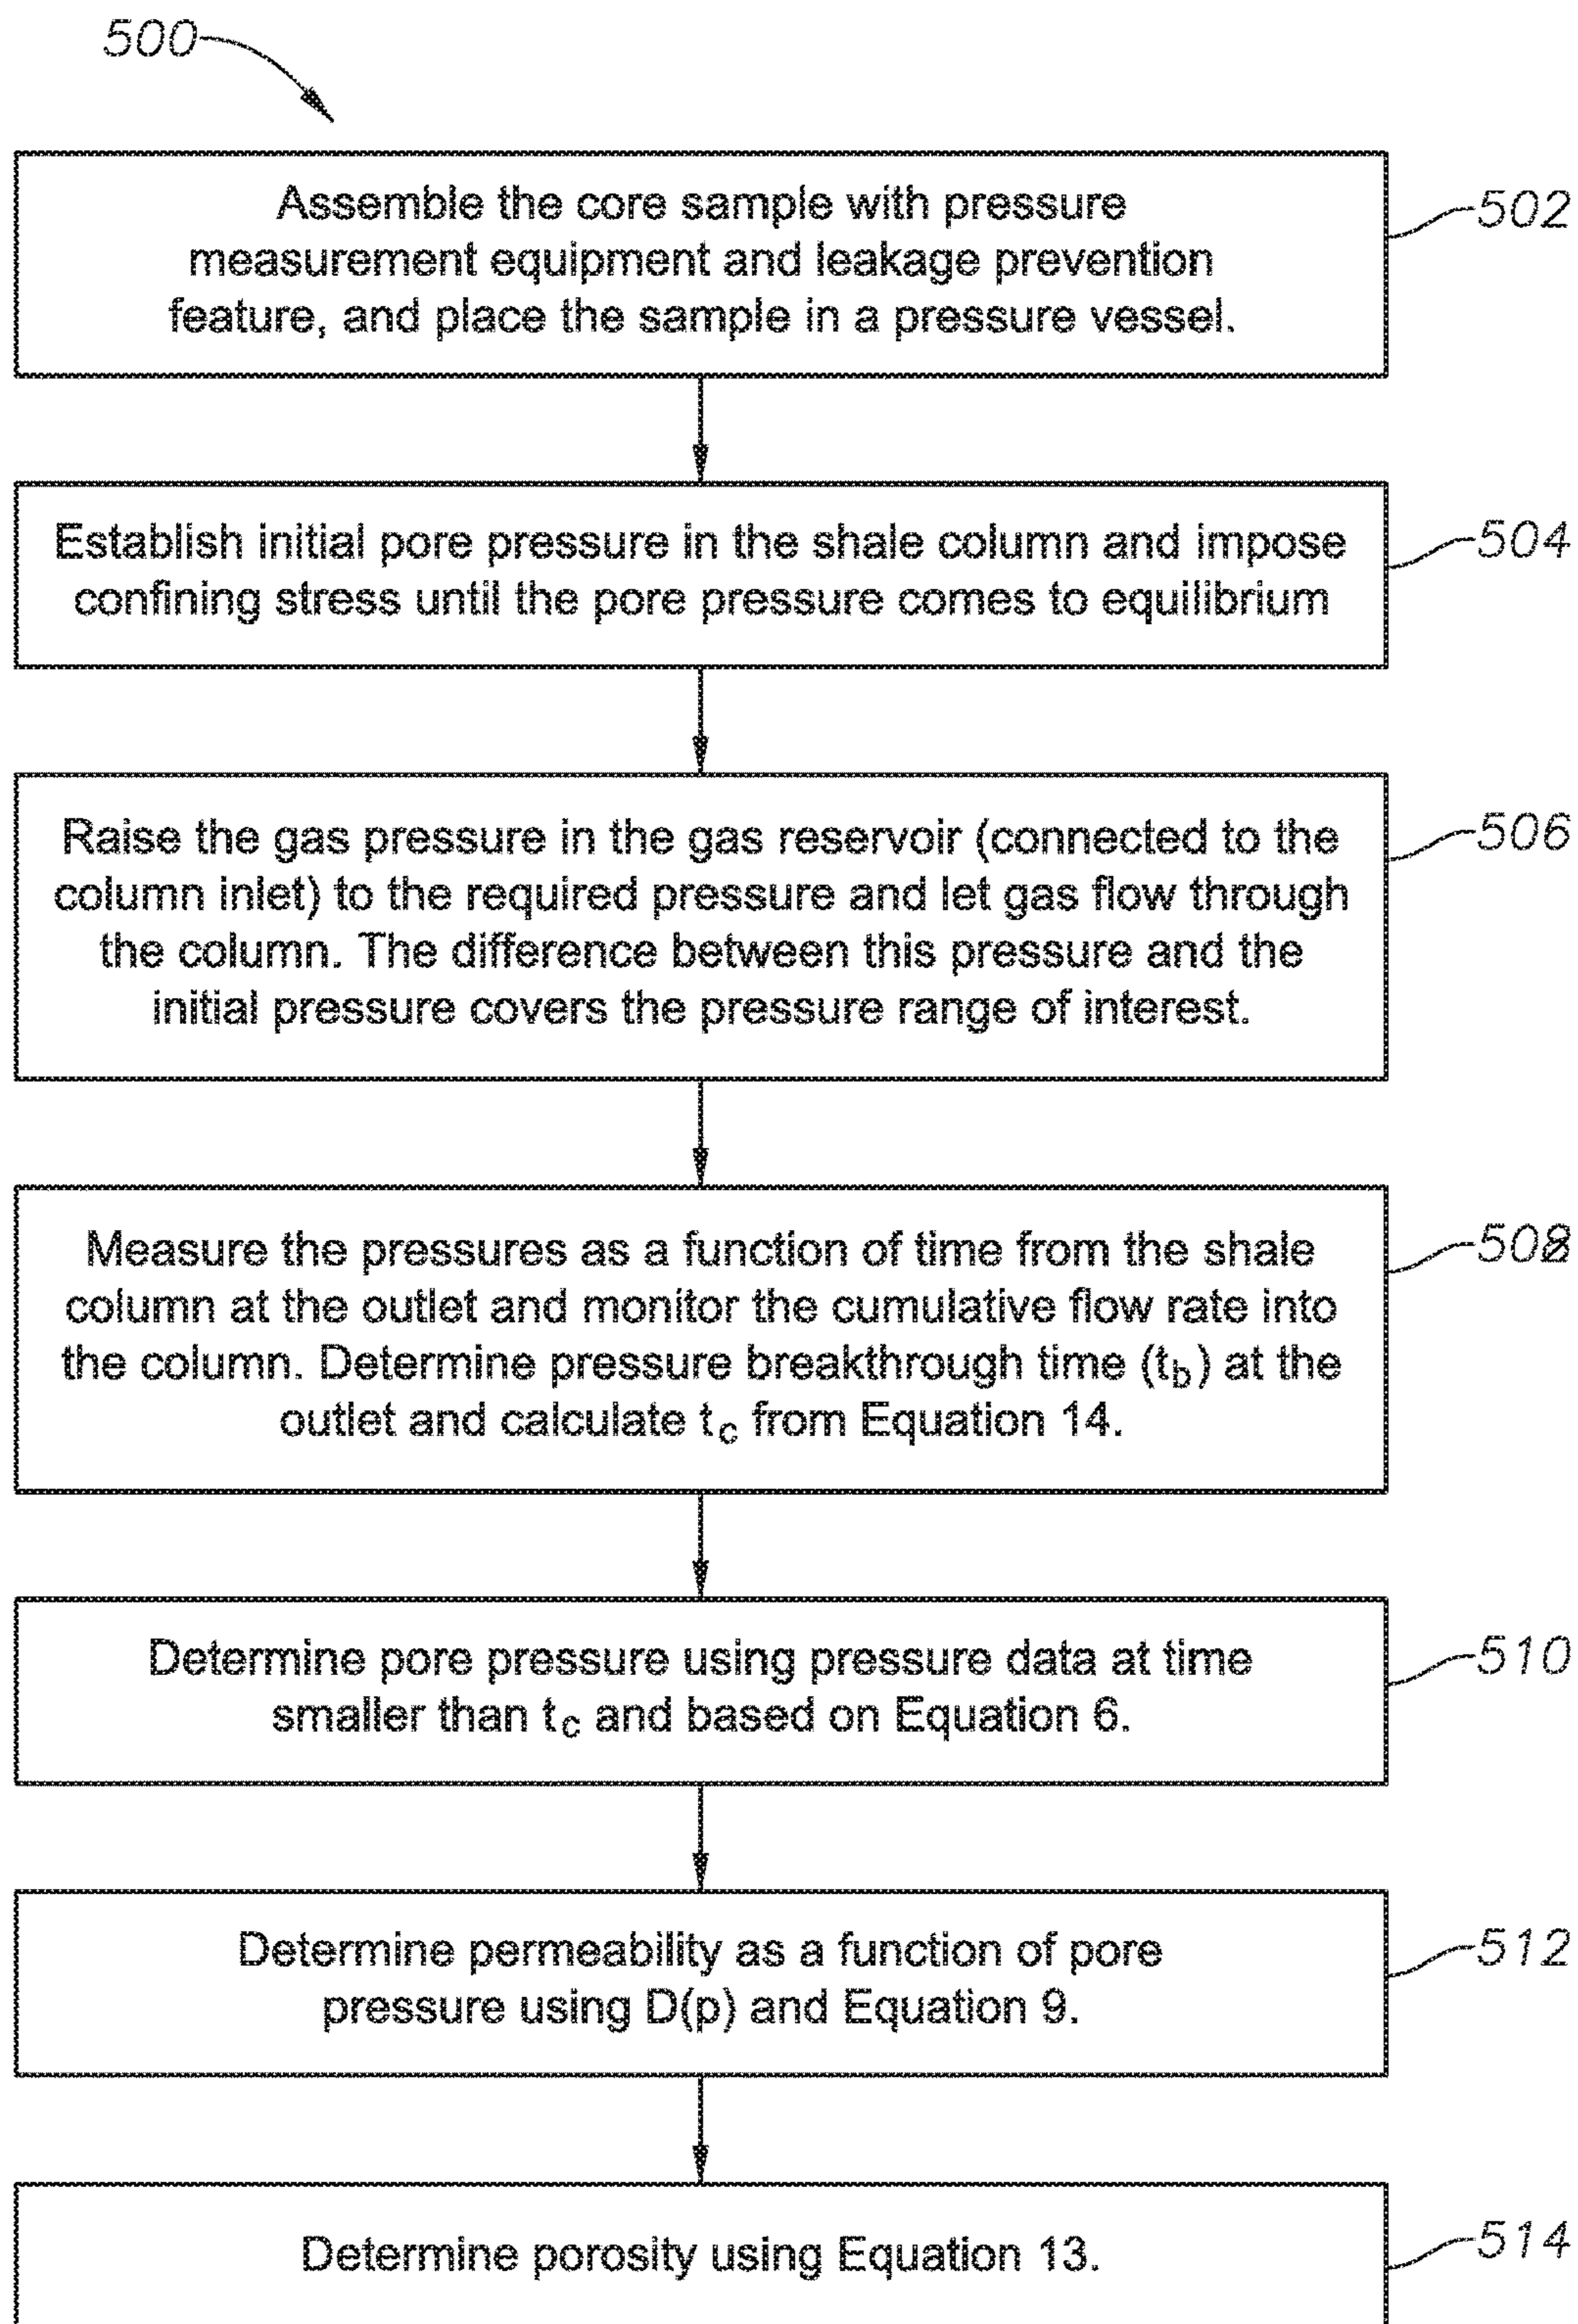 500
Assemble the core sample with pressure
measurement equipment and leakage prevention
feature, and place the sample in a pressure vessel.
502
Establish initial pore pressure in the shale column and impose
confining stress until the pore pressure comes to equilibrium
504
Raise the gas pressure in the gas reservoir (connected to the
column inlet) to the required pressure and let gas flow through
the column. The difference between this pressure and the
initial pressure covers the pressure range of interest.
506
Measure the pressures as a function of time from the shale
column at the outlet and monitor the cumulative flow rate into
the column. Determine pressure breakthrough time (tb) at the
outlet and calculate tc from Equation 14.
508
Determine pore pressure using pressure data at time
smaller than tc and based on Equation 6.
510
Determine permeability as a function of pore
pressure using D(p) and Equation 9.
512
Determine porosity using Equation 13.
514